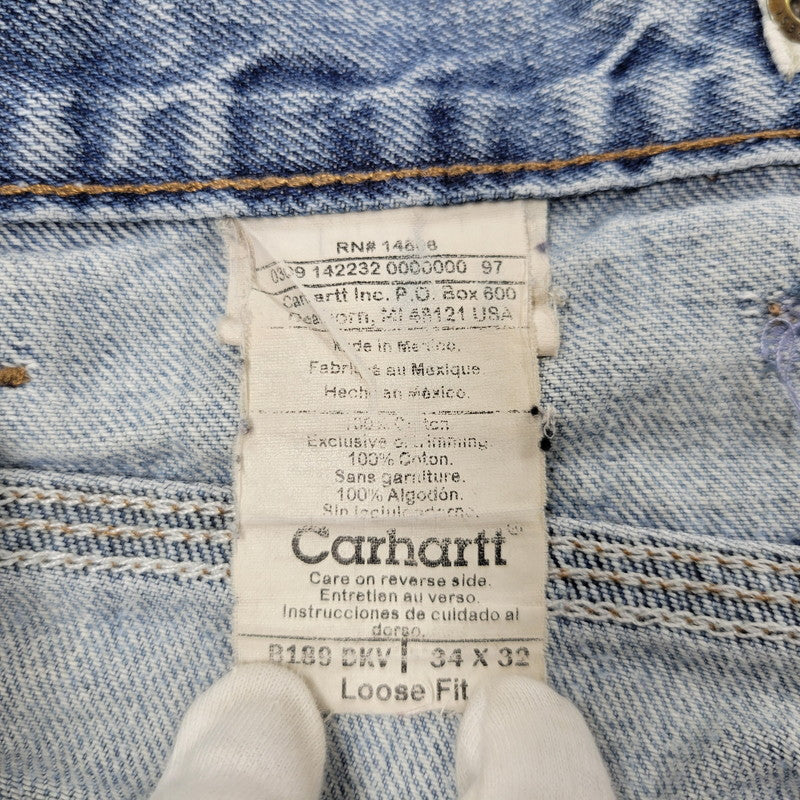 RN# 14806
142232 0000000 97
Carhartt Inc. P.O. Box 600
Dearborn, MI 48121 USA
Made in Mexico.
Fabriqué au Mexique.
Hecho en México.
100% Cotton
Exclusive of Trimming.
100% Coton.
Sans garniture.
100% Algodón.
Sin
Carhartt®
Care on reverse side.
Entretien au verso.
Instrucciones de cuidado al
dorso.
B189 DKV | 34 X 32
Loose Fit